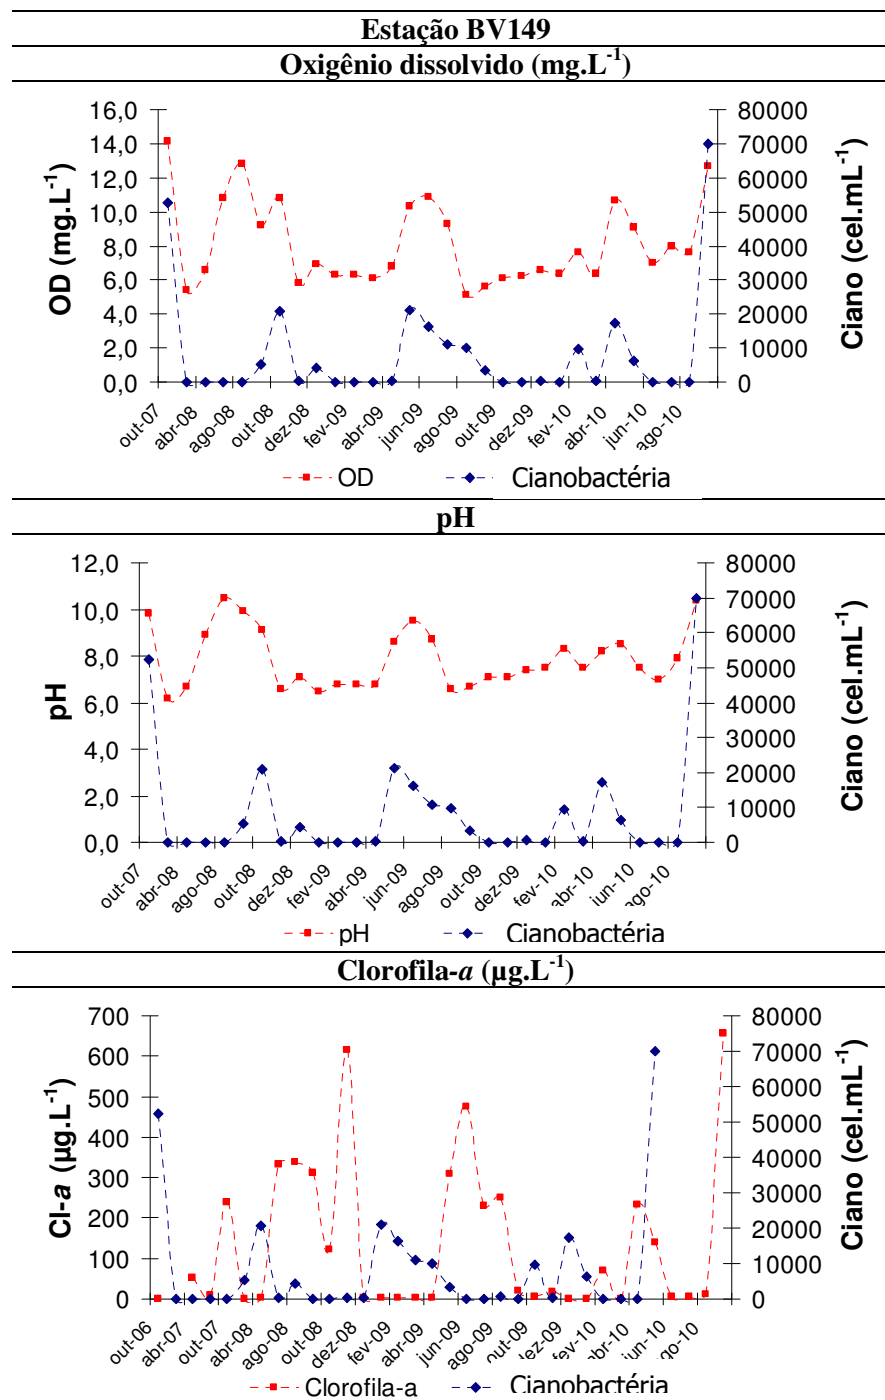 Estação BV149
Oxigênio dissolvido (mg.L⁻¹)
OD (mg.L⁻¹)
16,0
14,0
12,0
10,0
8,0
6,0
4,0
2,0
0,0
80000
70000
60000
50000
40000
30000
20000
10000
0
Ciano (cel.mL⁻¹)
out-07
abr-08
ago-08
out-08
dez-08
fev-09
abr-09
jun-09
ago-09
out-09
dez-09
fev-10
abr-10
jun-10
ago-10
OD Cianobactéria
pH
pH
12,0
10,0
8,0
6,0
4,0
2,0
0,0
80000
70000
60000
50000
40000
30000
20000
10000
0
Ciano (cel.mL⁻¹)
out-07
abr-08
ago-08
out-08
dez-08
fev-09
abr-09
jun-09
ago-09
out-09
dez-09
fev-10
abr-10
jun-10
ago-10
pH Cianobactéria
Clorofila-a (µg.L⁻¹)
Cl-a (µg.L⁻¹)
700
600
500
400
300
200
100
0
80000
70000
60000
50000
40000
30000
20000
10000
0
Ciano (cel.mL⁻¹)
out-06
abr-07
out-07
abr-08
ago-08
out-08
dez-08
fev-09
abr-09
jun-09
ago-09
out-09
dez-09
fev-10
abr-10
jun-10
ago-10
Clorofila-a Cianobactéria